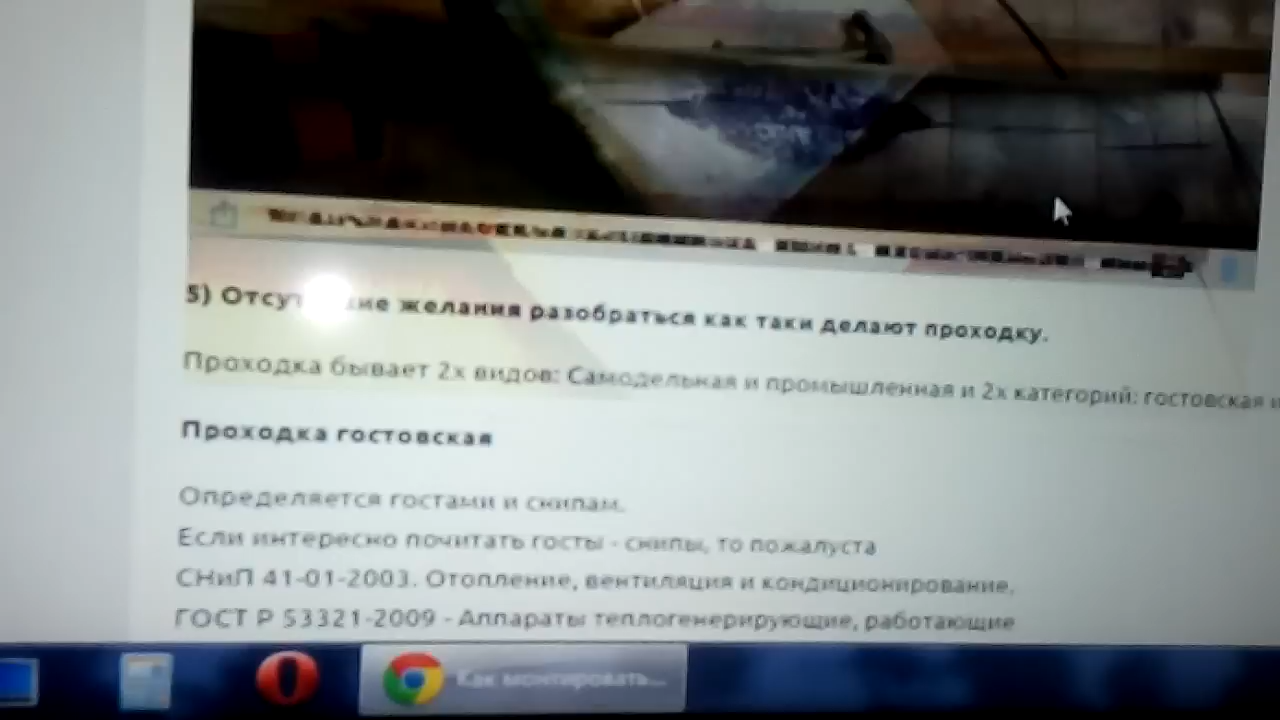 5) Отсутствие желания разобраться как таки делают проходку.
Проходка бывает 2х видов: Самодельная и промышленная и 2х категорий: гостовская и
Проходка гостовская
Определяется гостами и снипам.
Если интересно почитать госты - снипы, то пожалуста
СНиП 41-01-2003. Отопление, вентиляция и кондиционирование.
ГОСТ Р 53321-2009 - Аппараты теплогенерирующие, работающие
Как монтировать...